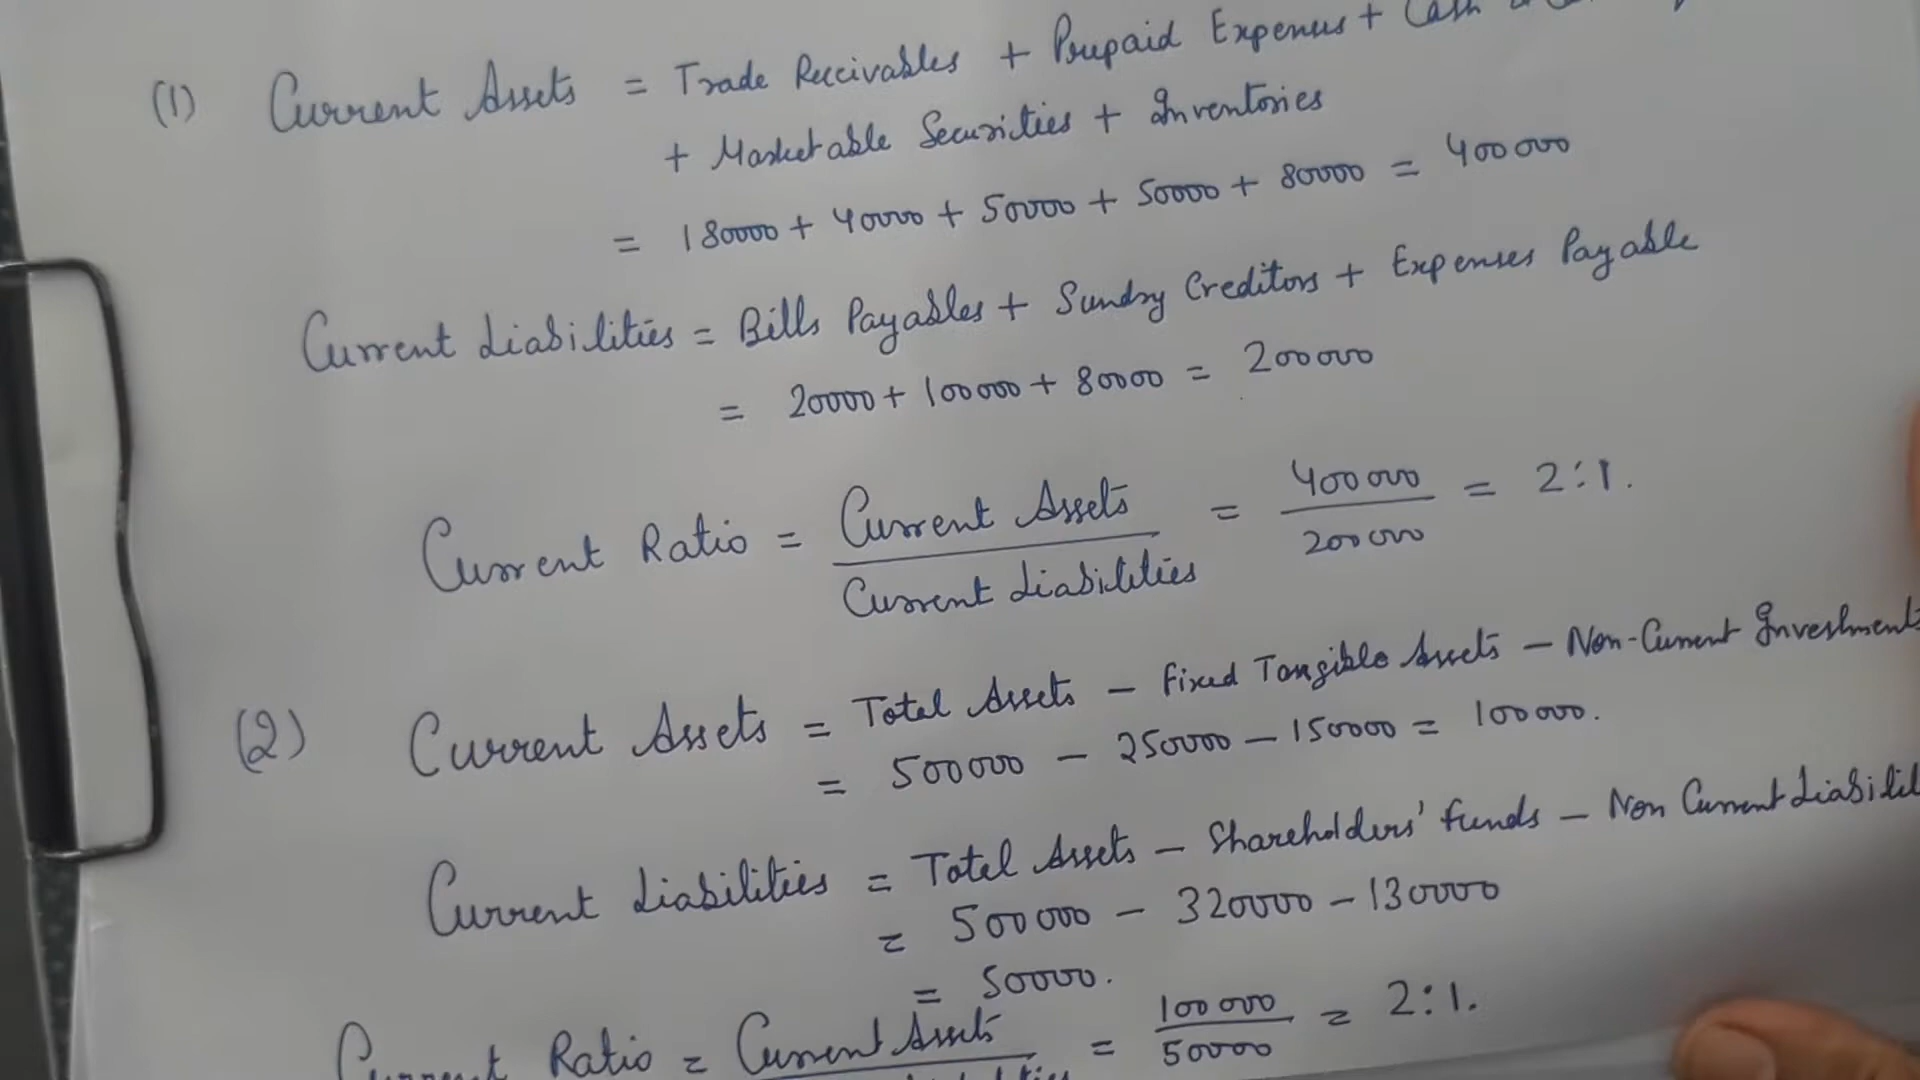 (1) Current Assets = Trade Receivables + Prepaid Expenses + Cash
+ Marketable Securities + Inventories
= 180000 + 40000 + 50000 + 50000 + 80000 = 400000
Current Liabilities = Bills Payables + Sundry Creditors + Expenses Payable
= 20000 + 100000 + 80000 = 200000
Current Ratio = Current Assets / Current Liabilities = 400000 / 200000 = 2:1.
(2) Current Assets = Total Assets - Fixed Tangible Assets - Non-Current Investments
= 500000 - 250000 - 150000 = 100000.
Current Liabilities = Total Assets - Shareholders' funds - Non Current
= 500000 - 320000 - 130000
= 50000.
Current Ratio = Current Assets = 100000 / 50000 = 2:1.